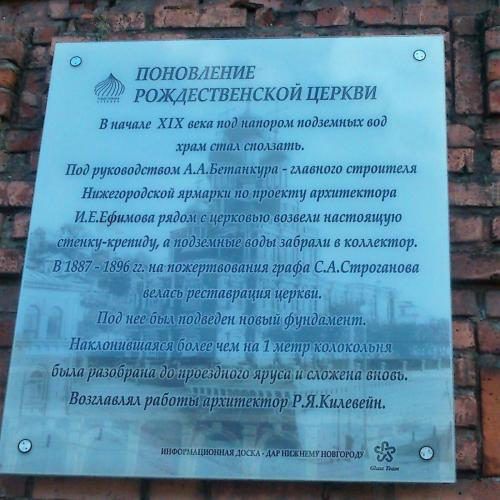 ПОНОВЛЕНИЕ
РОЖДЕСТВЕНСКОЙ ЦЕРКВИ
В начале XIX века под напором подземных вод
храм стал сползать.
Под руководством А.А.Бетанкура - главного строителя
Нижегородской ярмарки по проекту архитектора
И.Е.Ефимова рядом с церковью возвели настоящую
стенку-крепиду, а подземные воды забрали в коллектор.
В 1887 - 1896 гг. на пожертвования графа С.А.Строганова
велась реставрация церкви.
Под нее был подведен новый фундамент.
Наклонившаяся более чем на 1 метр колокольня
была разобрана до проездного яруса и сложена вновь.
Возглавлял работы архитектор Р.Я.Килевейн.
ИНФОРМАЦИОННАЯ ДОСКА - ДАР НИЖНЕМУ НОВГОРОДУ
Glass Team